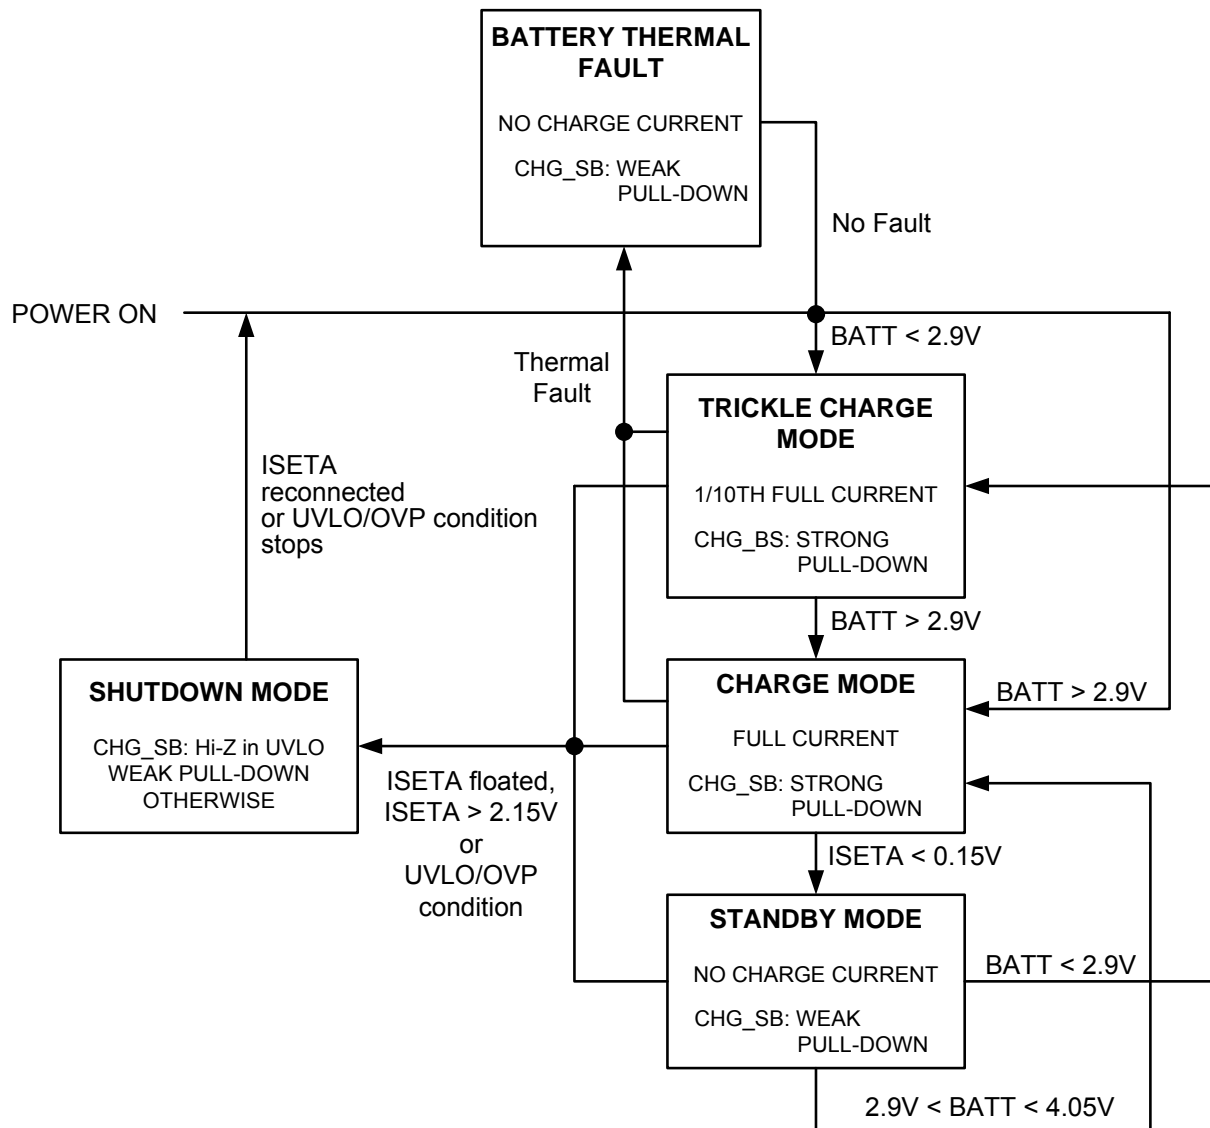 BATTERY THERMAL
FAULT
NO CHARGE CURRENT
CHG_SB: WEAK
PULL-DOWN
No Fault
POWER ON
BATT < 2.9V
Thermal
Fault
TRICKLE CHARGE
MODE
1/10TH FULL CURRENT
CHG_BS: STRONG
PULL-DOWN
ISETA
reconnected
or UVLO/OVP condition
stops
BATT > 2.9V
SHUTDOWN MODE
CHG_SB: Hi-Z in UVLO
WEAK PULL-DOWN
OTHERWISE
CHARGE MODE
FULL CURRENT
CHG_SB: STRONG
PULL-DOWN
BATT > 2.9V
ISETA floated,
ISETA > 2.15V
or
UVLO/OVP
condition
ISETA < 0.15V
STANDBY MODE
NO CHARGE CURRENT
CHG_SB: WEAK
PULL-DOWN
BATT < 2.9V
2.9V < BATT < 4.05V